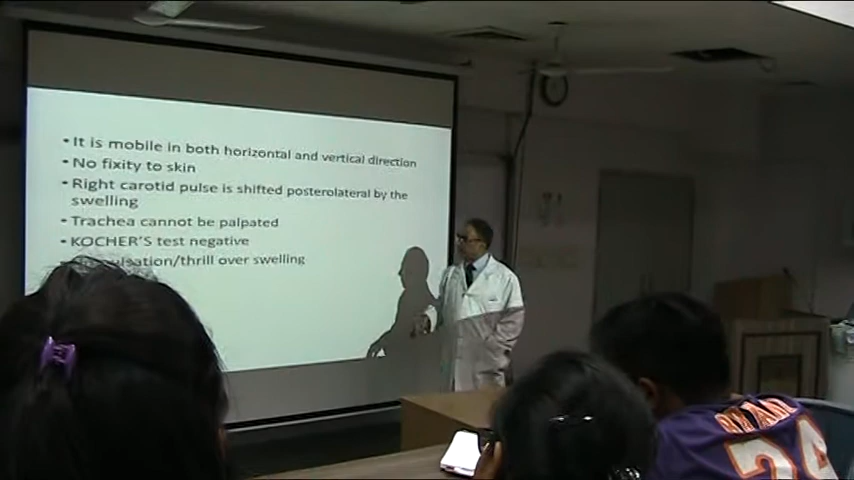 •It is mobile in both horizontal and vertical direction
•No fixity to skin
•Right carotid pulse is shifted posterolateral by the
swelling
•Trachea cannot be palpated
•KOCHER'S test negative
/thrill over swelling
24